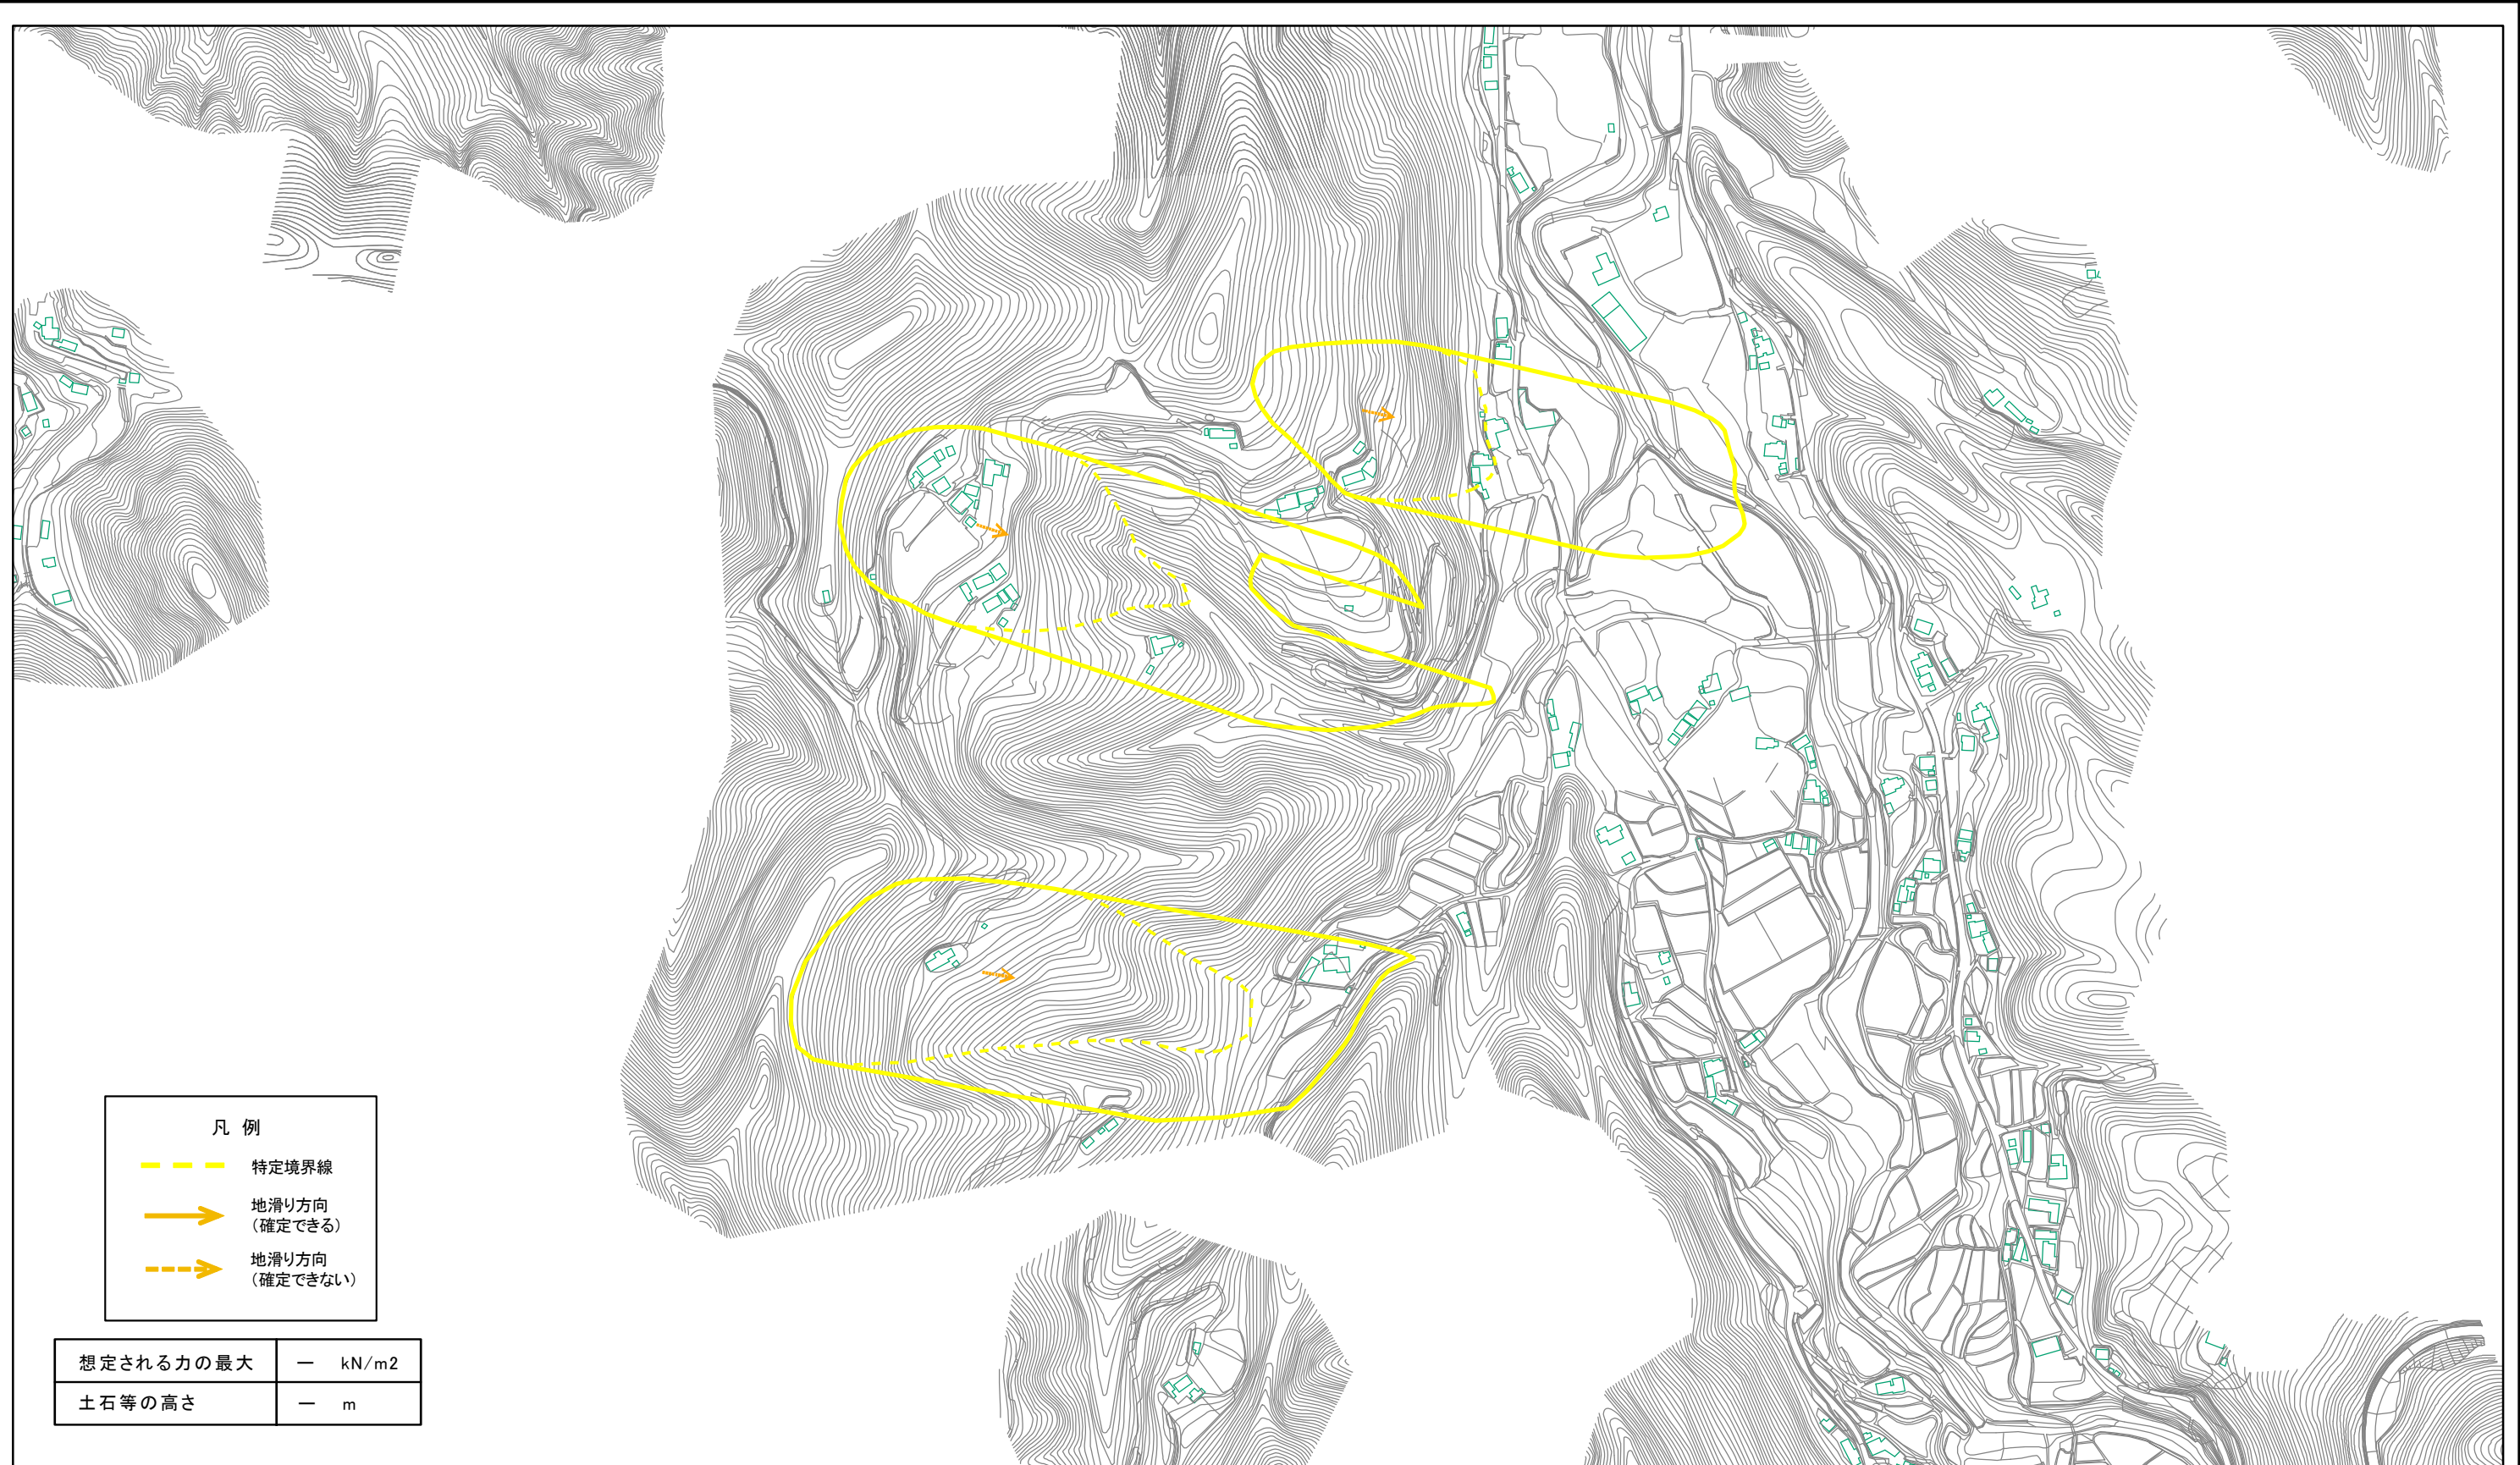 凡 例
特定境界線
地滑り方向
（確定できる）
地滑り方向
（確定できない）
想定される力の最大 ー kN/m2
土石等の高さ ー m